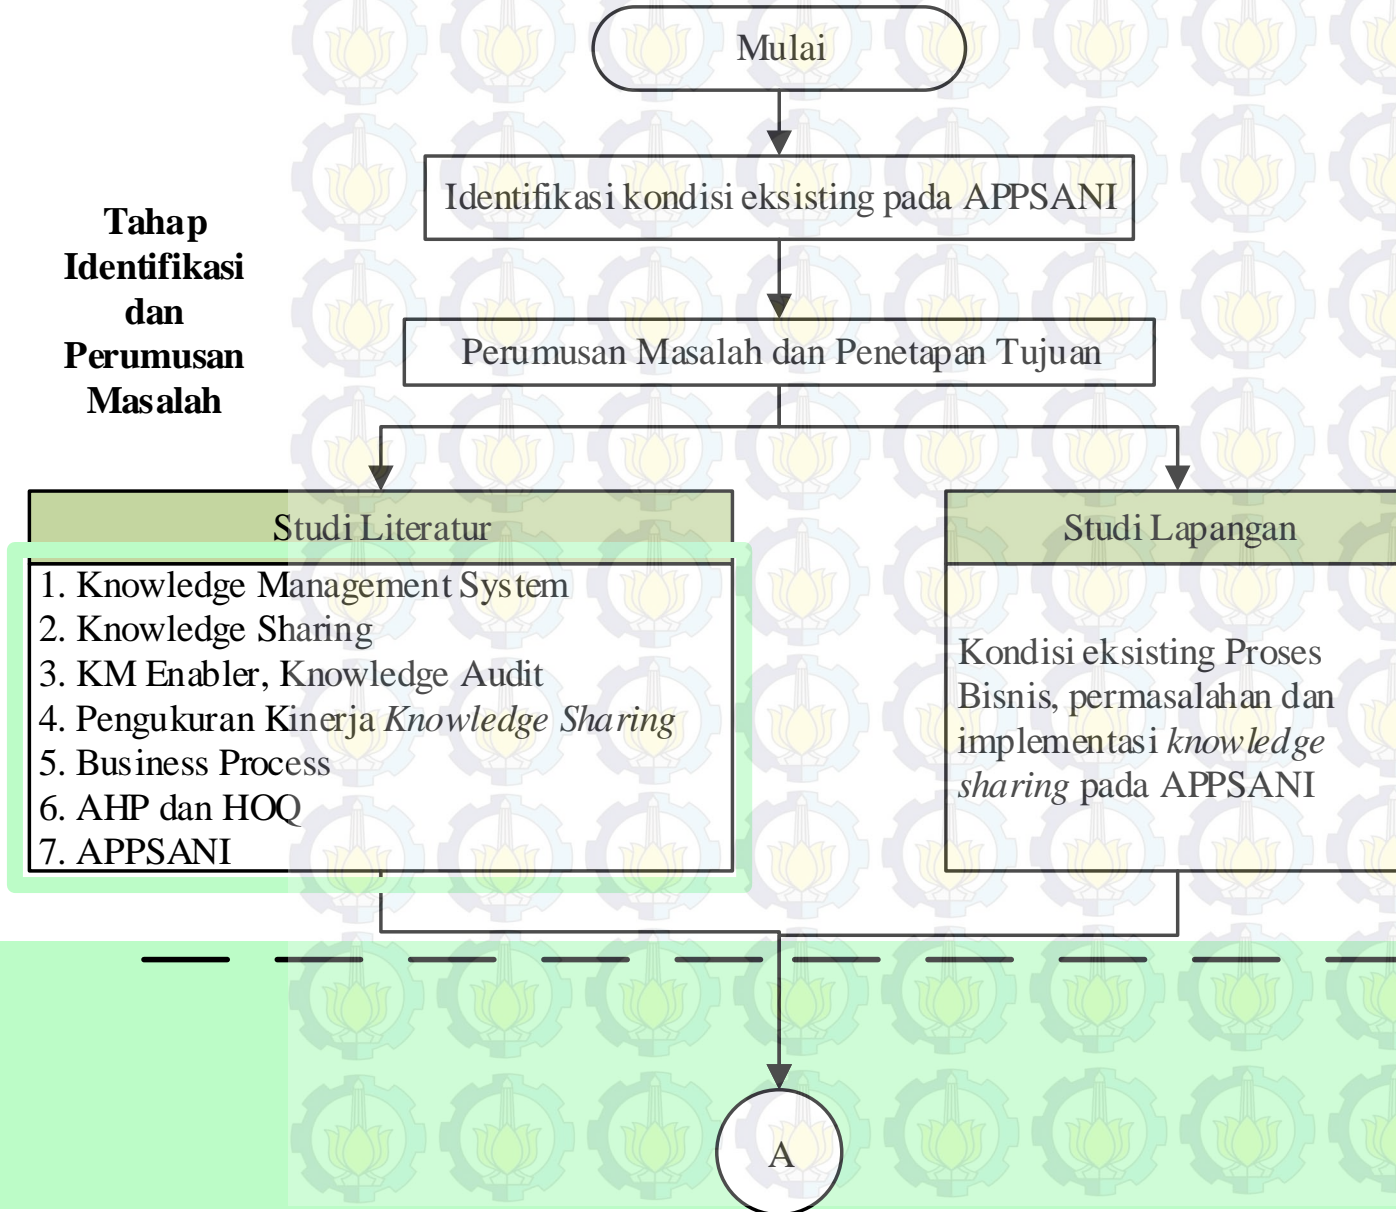 Mulai
Identifikasi kondisi eksisting pada APPSANI
Tahap
Identifikasi
dan
Perumusan
Masalah
Perumusan Masalah dan Penetapan Tujuan
Studi Literatur
1. Knowledge Management System
2. Knowledge Sharing
3. KM Enabler, Knowledge Audit
4. Pengukuran Kinerja Knowledge Sharing
5. Business Process
6. AHP dan HOQ
7. APPSANI
Studi Lapangan
Kondisi eksisting Proses
Bisnis, permasalahan dan
implementasi knowledge
sharing pada APPSANI
A